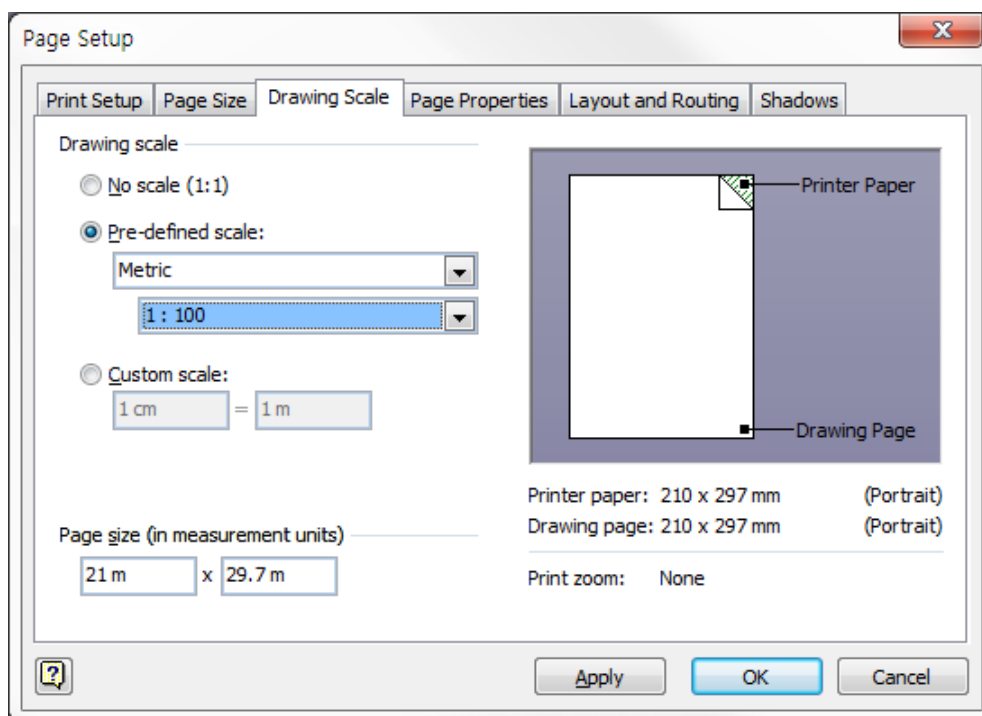 Page Setup
Print Setup Page Size Drawing Scale Page Properties Layout and Routing Shadows
Drawing scale
No scale (1:1)
Pre-defined scale:
Metric
1 : 100
Custom scale:
1 cm = 1 m
Page size (in measurement units)
21 m x 29.7 m
Printer Paper
Drawing Page
Printer paper: 210 x 297 mm (Portrait)
Drawing page: 210 x 297 mm (Portrait)
Print zoom: None
Apply OK Cancel